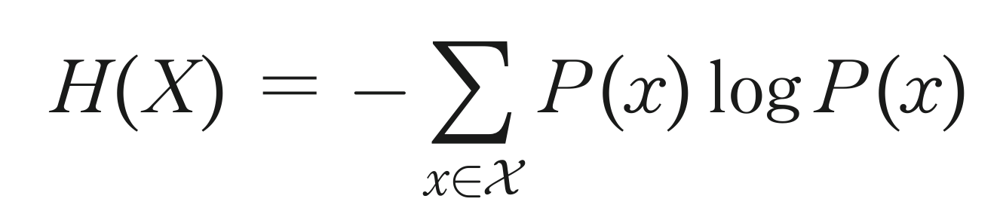 H(X) = − ∑ P(x) log P(x)
x∈𝒳